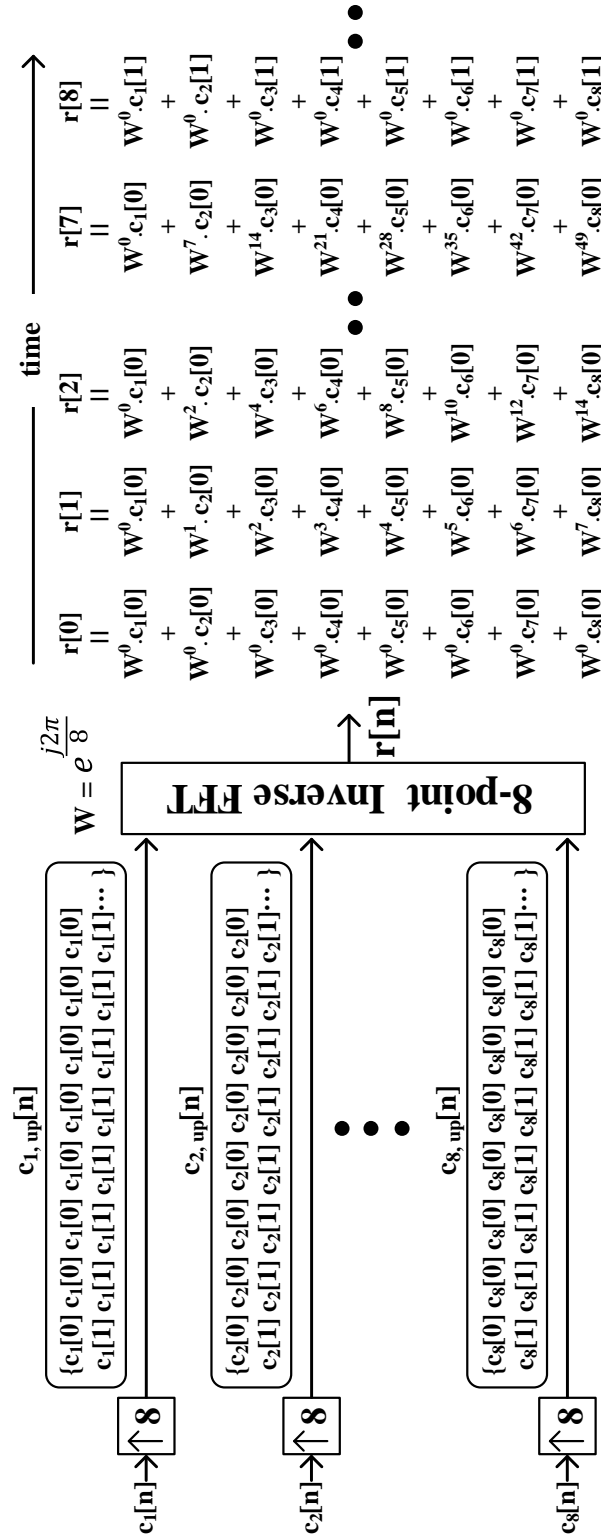 c₁[n]
↑8
c₁, up[n]
{c₁[0] c₁[0] c₁[0] c₁[0] c₁[0] c₁[0] c₁[0] c₁[0]
c₁[1] c₁[1] c₁[1] c₁[1] c₁[1] c₁[1] c₁[1] c₁[1]... }
c₂[n]
↑8
c₂, up[n]
{c₂[0] c₂[0] c₂[0] c₂[0] c₂[0] c₂[0] c₂[0] c₂[0]
c₂[1] c₂[1] c₂[1] c₂[1] c₂[1] c₂[1] c₂[1] c₂[1]... }
c₈[n]
↑8
c₈, up[n]
{c₈[0] c₈[0] c₈[0] c₈[0] c₈[0] c₈[0] c₈[0] c₈[0]
c₈[1] c₈[1] c₈[1] c₈[1] c₈[1] c₈[1] c₈[1] c₈[1]... }
W = e^(j2π/8)
8-point Inverse FFT
r[n]
time
r[0] r[1] r[2] r[7] r[8]
= = = = =
W⁰.c₁[0] W⁰.c₁[0] W⁰.c₁[0] W⁰.c₁[0] W⁰.c₁[1]
+ + + + +
W⁰.c₂[0] W¹.c₂[0] W².c₂[0] W⁷.c₂[0] W⁰.c₂[1]
+ + + + +
W⁰.c₃[0] W².c₃[0] W⁴.c₃[0] W¹⁴.c₃[0] W⁰.c₃[1]
+ + + + +
W⁰.c₄[0] W³.c₄[0] W⁶.c₄[0] W²¹.c₄[0] W⁰.c₄[1]
+ + + + +
W⁰.c₅[0] W⁴.c₅[0] W⁸.c₅[0] W²⁸.c₅[0] W⁰.c₅[1]
+ + + + +
W⁰.c₆[0] W⁵.c₆[0] W¹⁰.c₆[0] W³⁵.c₆[0] W⁰.c₆[1]
+ + + + +
W⁰.c₇[0] W⁶.c₇[0] W¹².c₇[0] W⁴².c₇[0] W⁰.c₇[1]
+ + + + +
W⁰.c₈[0] W⁷.c₈[0] W¹⁴.c₈[0] W⁴⁹.c₈[0] W⁰.c₈[1]